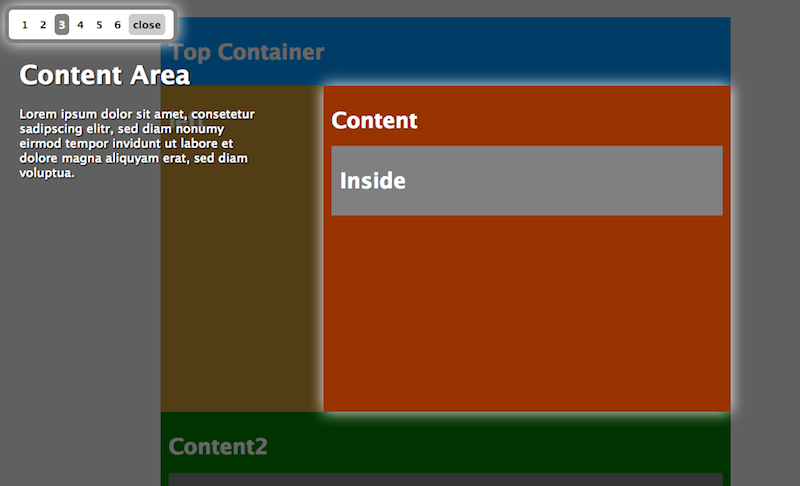 1 2 3 4 5 6 close
Top Container
Content Area
Lorem ipsum dolor sit amet, consetetur
sadipscing elitr, sed diam nonumy
eirmod tempor invidunt ut labore et
dolore magna aliquyam erat, sed diam
voluptua.
Content
Inside
Content2